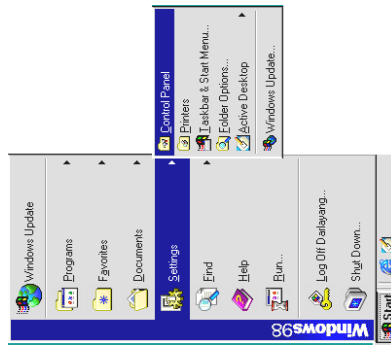 Windows Update
Programs
Favorites
Documents
Settings
Find
Help
Run...
Log Off Darlayang...
Shut Down...
Windows98
Start
Control Panel
Printers
Taskbar & Start Menu...
Folder Options...
Active Desktop
Windows Update...